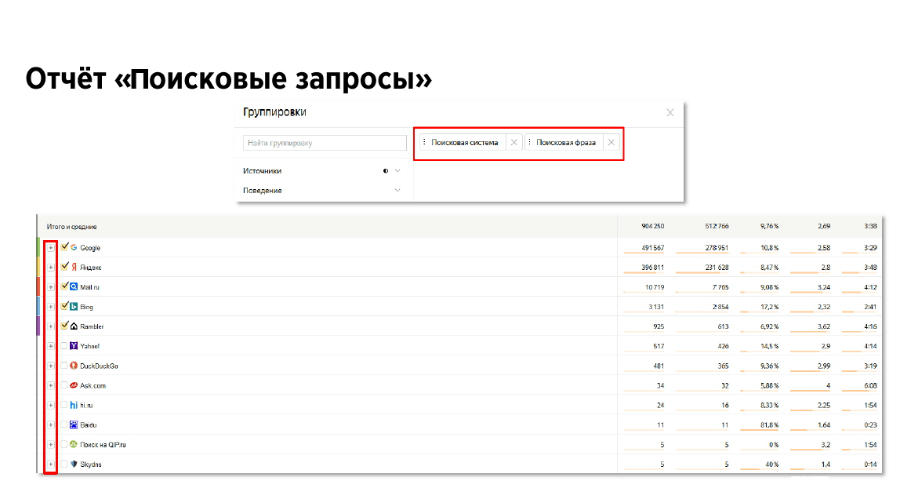 Отчёт «Поисковые запросы»
Группировки
Найти группировку
Поисковая система
Поисковая фраза
Источники
Поведение
Итого и средние 904 250 512 766 9,76 % 2,69 3:38
Google 491 567 278 951 10,8 % 2,58 3:29
Яндекс 396 811 231 628 8,47 % 2,8 3:48
Mail.ru 10 719 7 765 9,08 % 3,24 4:12
Bing 3 131 2 854 17,2 % 2,32 2:41
Rambler 925 613 6,92 % 3,62 4:16
Yahoo! 517 426 14,5 % 2,9 4:14
DuckDuckGo 481 365 9,36 % 2,99 3:19
Ask.com 34 32 5,88 % 4 6:08
hi.ru 24 16 8,33 % 2,25 1:54
Baidu 11 11 81,8 % 1,64 0:23
Поиск на QIP.ru 5 5 0 % 3,2 1:54
Skydns 5 5 40 % 1,4 0:14